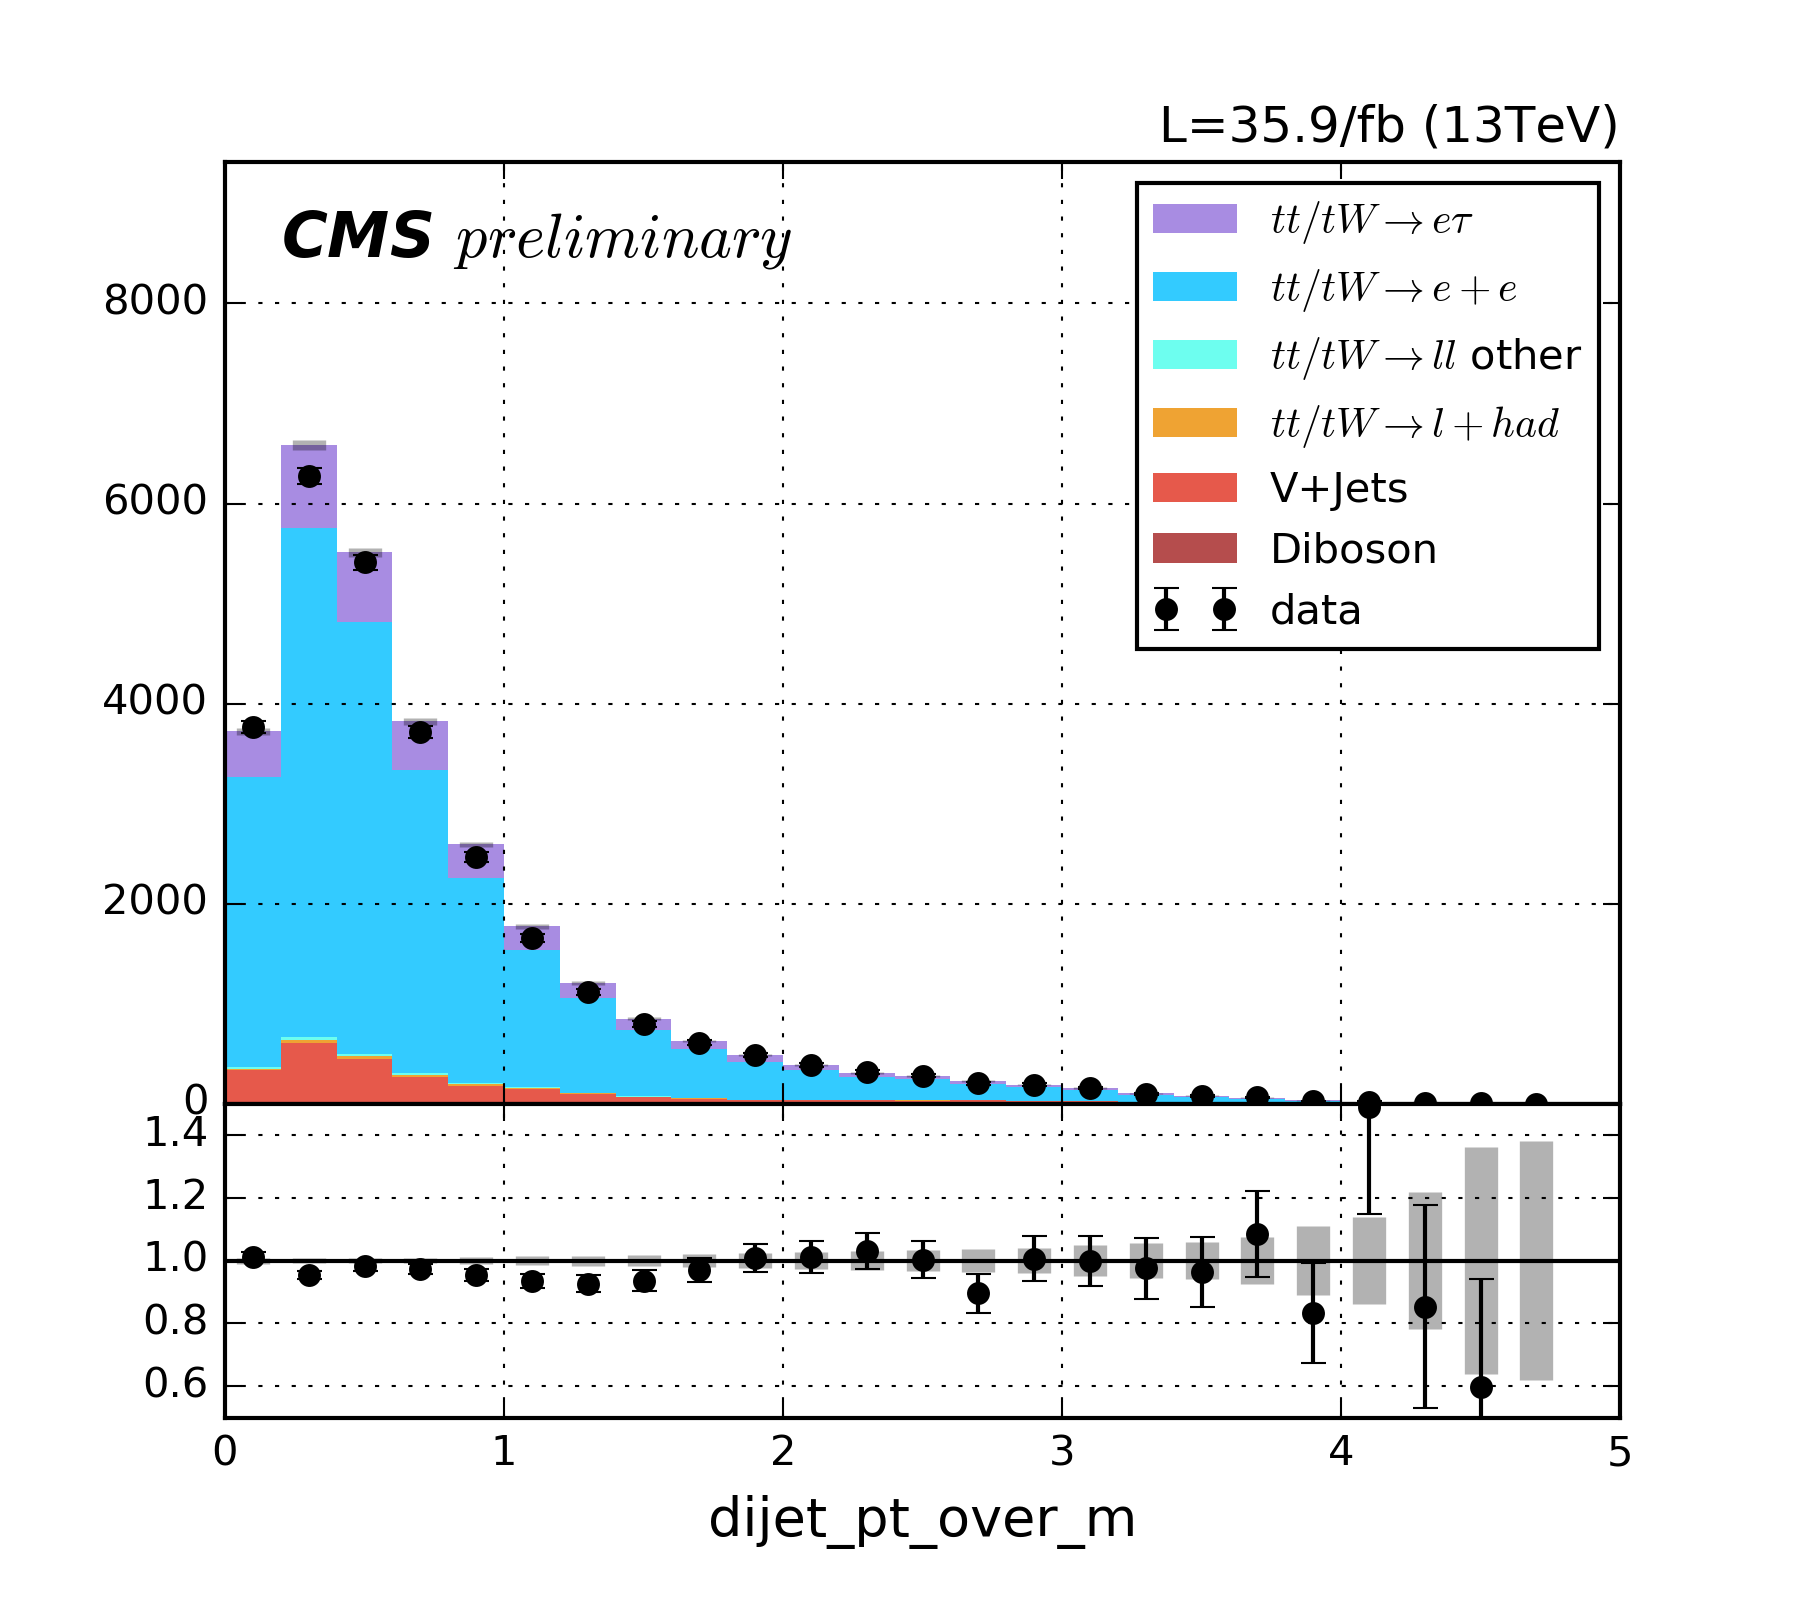 L=35.9/fb (13TeV)
CMS preliminary
tt/tW→eτ
tt/tW→e+e
tt/tW→ll other
tt/tW→l+had
V+Jets
Diboson
data
8000
6000
4000
2000
0
1.4
1.2
1.0
0.8
0.6
0 1 2 3 4 5
dijet_pt_over_m